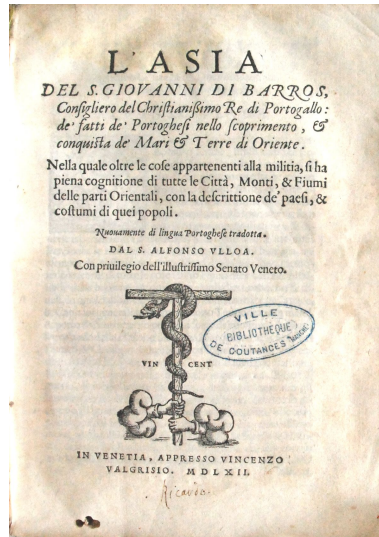 L'ASIA
DEL S. GIOVANNI DI BARROS,
Consigliero del Christianißimo Re di Portogallo:
de' fatti de' Portoghesi nello scoprimento, &
conquista de' Mari & Terre di Oriente.
Nella quale oltre le cose appartenenti alla militia, si ha
piena cognitione di tutte le Città, Monti, & Fiumi
delle parti Orientali, con la descrittione de' paesi, &
costumi di quei popoli.
Nuouamente di lingua Portoghese tradotta.
DAL S. ALFONSO VLLOA.
Con priuilegio dell'illustrissimo Senato Veneto.
VILLE
BIBLIOTHEQUE
DE COUTANCES
VIN CENT
IN VENETIA, APPRESSO VINCENZO
VALGRISIO. MDLXII.
Ricardo